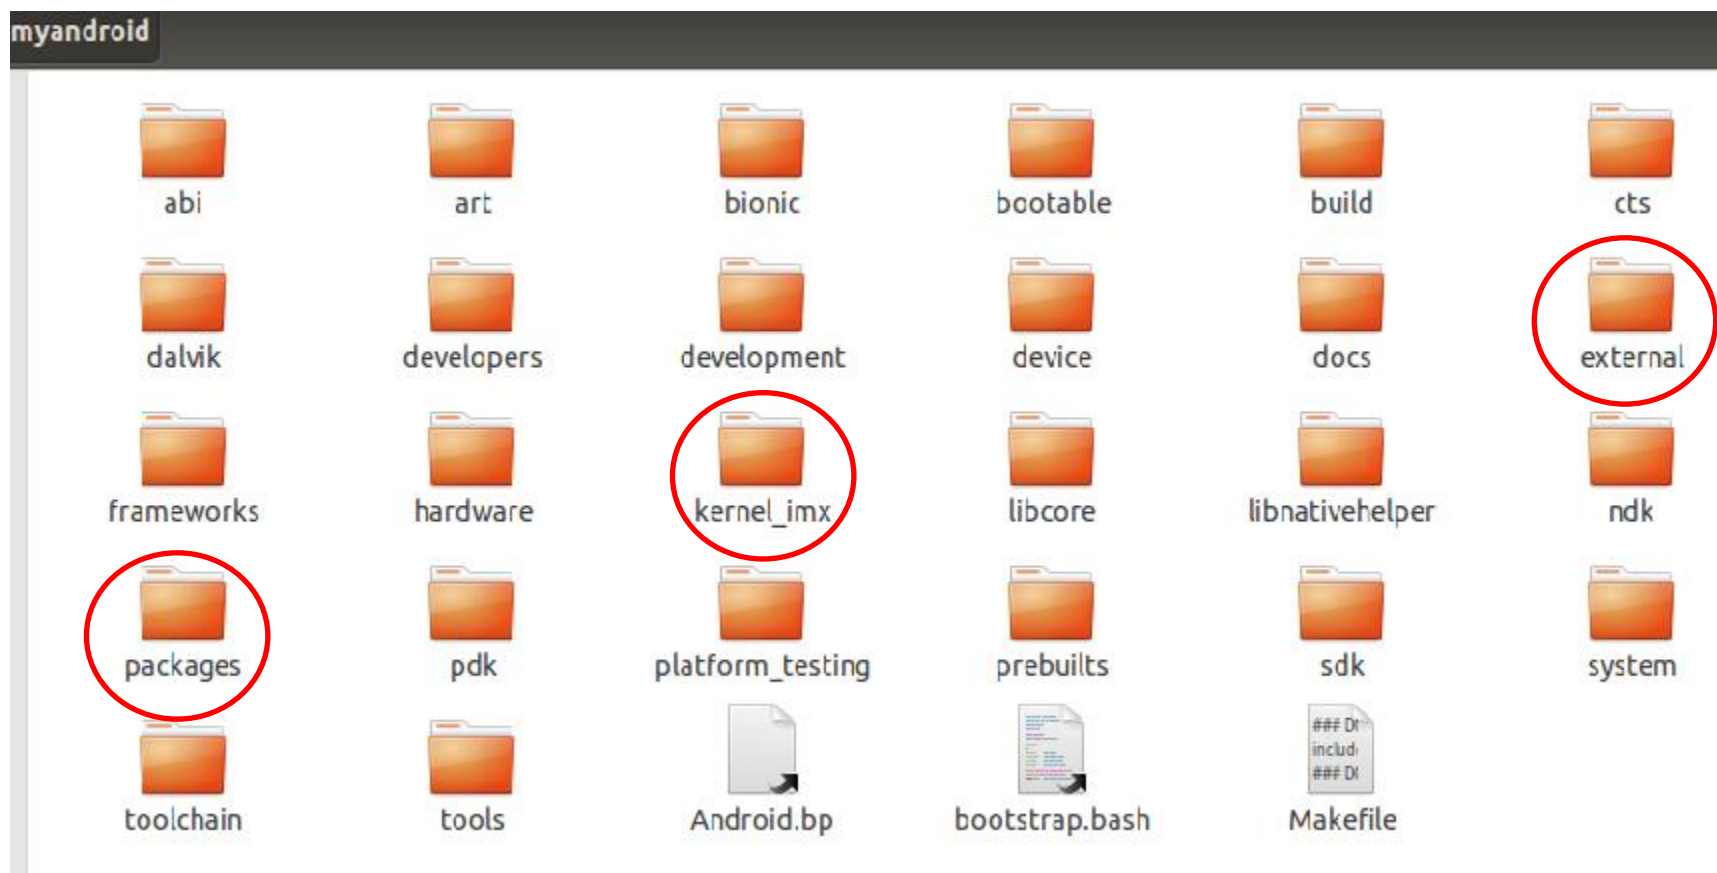 myandroid
abi art bionic bootable build cts
dalvik developers development device docs external
frameworks hardware kernel_imx libcore libnativehelper ndk
packages pdk platform_testing prebuilts sdk system
### D
includ
### D
toolchain tools Android.bp bootstrap.bash Makefile